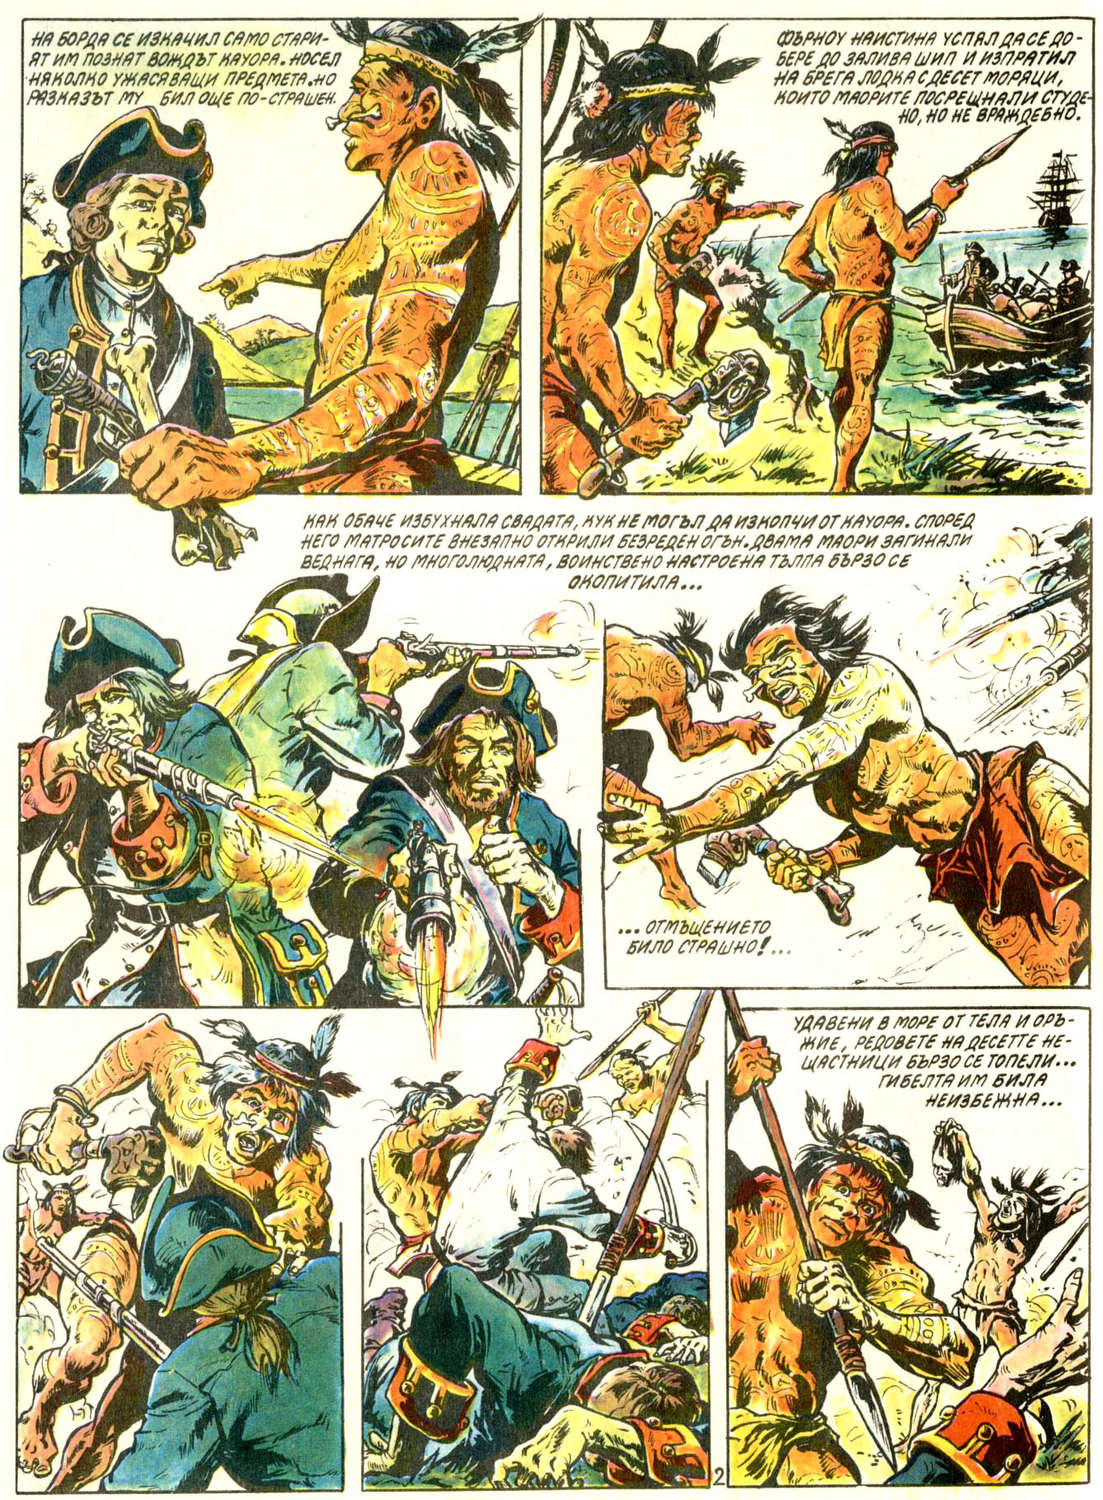 НА БОРДА СЕ ИЗКАЧИЛ САМО СТАРИ-
ЯТ ИМ ПОЗНАТ ВОЖДЪТ КАУОРА. НОСЕЛ
НЯКОЛКО УЖАСЯВАЩИ ПРЕДМЕТА. НО
РАЗКАЗЪТ МУ БИЛ ОЩЕ ПО-СТРАШЕН.
ФЪРНОУ НАИСТИНА УСПАЛ ДА СЕ ДО-
БЕРЕ ДО ЗАЛИВА ШИП И ИЗПРАТИЛ
НА БРЕГА ЛОДКА С ДЕСЕТ МОРЯЦИ,
КОИТО МАОРИТЕ ПОСРЕЩНАЛИ СТУДЕ-
НО, НО НЕ ВРАЖДЕБНО.
КАК ОБАЧЕ ИЗБУХНАЛА СВАДАТА, КУК НЕ МОГЪЛ ДА ИЗКОПЧИ ОТ КАУОРА. СПОРЕД
НЕГО МАТРОСИТЕ ВНЕЗАПНО ОТКРИЛИ БЕЗРЕДЕН ОГЪН. ДВАМА МАОРИ ЗАГИНАЛИ
ВЕДНАГА, НО МНОГОЛЮДНАТА, ВОИНСТВЕНО НАСТРОЕНА ТЪЛПА БЪРЗО СЕ
ОКОПИТИЛА...
...ОТМЪЩЕНИЕТО
БИЛО СТРАШНО!...
УДАВЕНИ В МОРЕ ОТ ТЕЛА И ОРЪ-
ЖИЕ, РЕДОВЕТЕ НА ДЕСЕТТЕ НЕ-
ЩАСТНИЦИ БЪРЗО СЕ ТОПЕЛИ...
ГИБЕЛТА ИМ БИЛА
НЕИЗБЕЖНА...
2